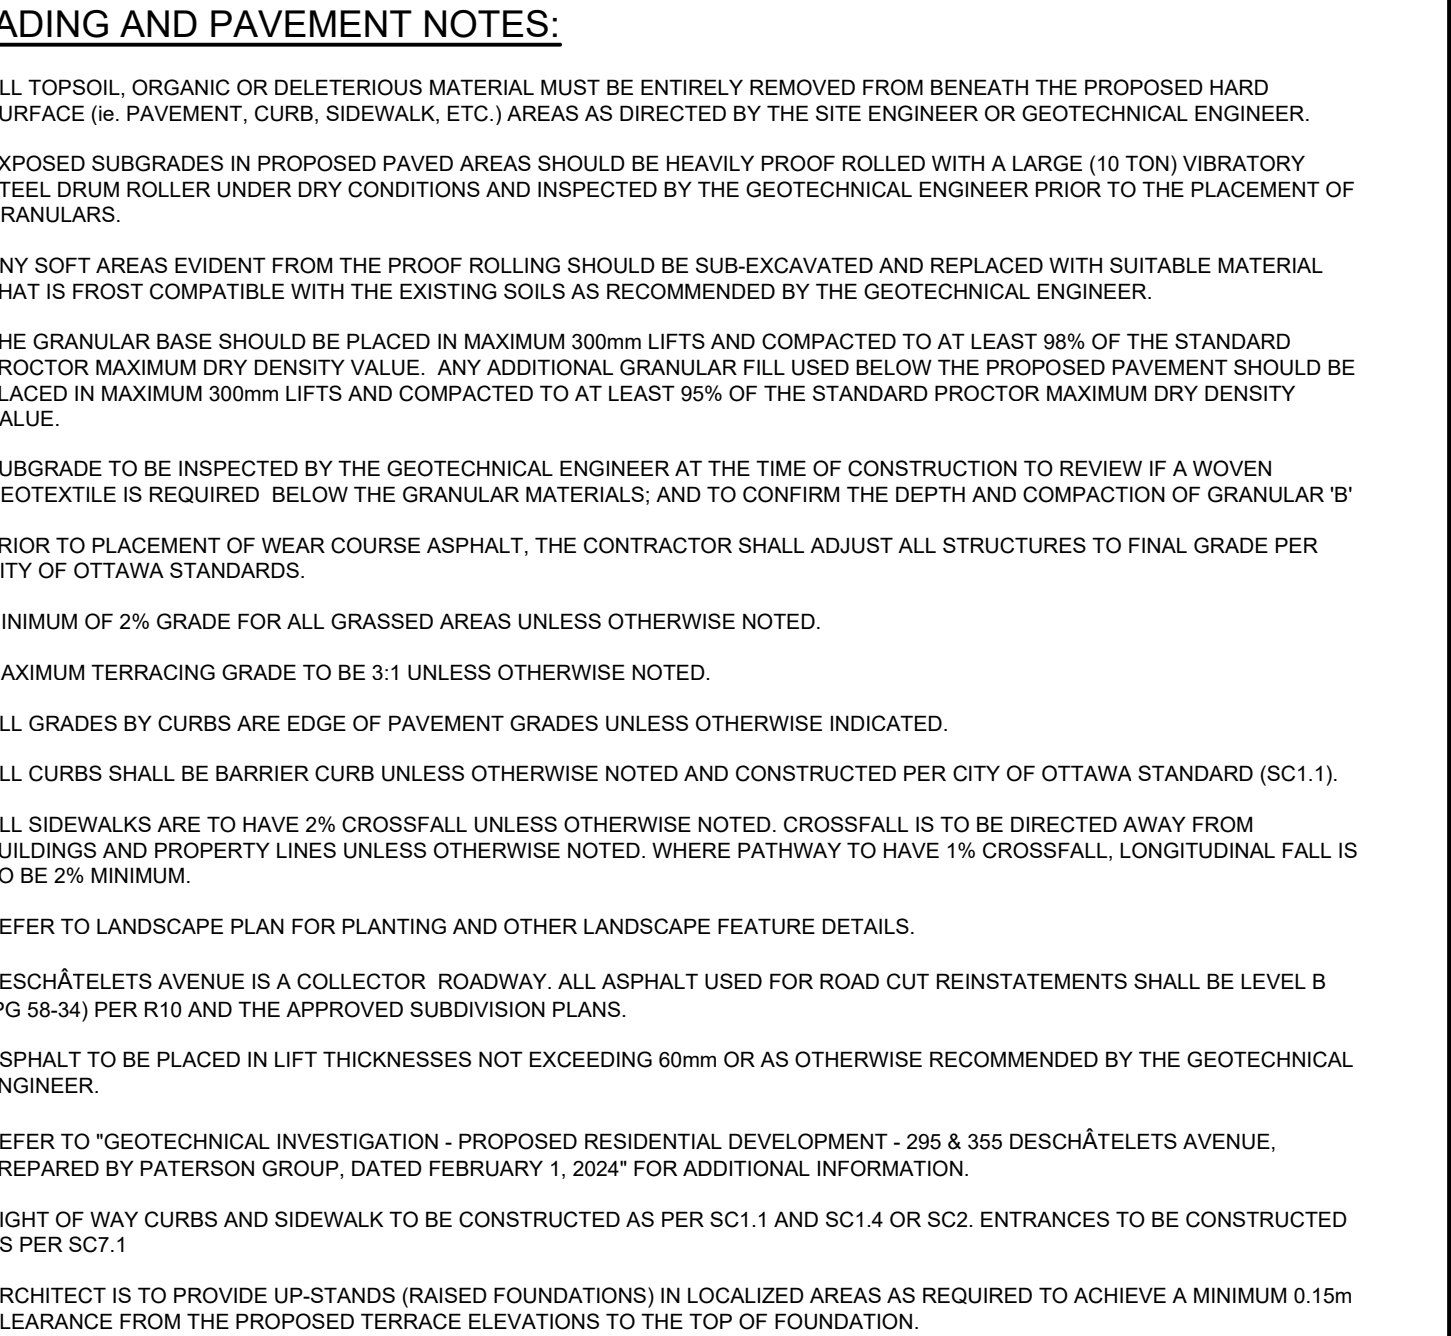 ADING AND PAVEMENT NOTES:
LL TOPSOIL, ORGANIC OR DELETERIOUS MATERIAL MUST BE ENTIRELY REMOVED FROM BENEATH THE PROPOSED HARD
URFACE (ie. PAVEMENT, CURB, SIDEWALK, ETC.) AREAS AS DIRECTED BY THE SITE ENGINEER OR GEOTECHNICAL ENGINEER.
XPOSED SUBGRADES IN PROPOSED PAVED AREAS SHOULD BE HEAVILY PROOF ROLLED WITH A LARGE (10 TON) VIBRATORY
TEEL DRUM ROLLER UNDER DRY CONDITIONS AND INSPECTED BY THE GEOTECHNICAL ENGINEER PRIOR TO THE PLACEMENT OF
RANULARS.
NY SOFT AREAS EVIDENT FROM THE PROOF ROLLING SHOULD BE SUB-EXCAVATED AND REPLACED WITH SUITABLE MATERIAL
HAT IS FROST COMPATIBLE WITH THE EXISTING SOILS AS RECOMMENDED BY THE GEOTECHNICAL ENGINEER.
HE GRANULAR BASE SHOULD BE PLACED IN MAXIMUM 300mm LIFTS AND COMPACTED TO AT LEAST 98% OF THE STANDARD
ROCTOR MAXIMUM DRY DENSITY VALUE.  ANY ADDITIONAL GRANULAR FILL USED BELOW THE PROPOSED PAVEMENT SHOULD BE
LACED IN MAXIMUM 300mm LIFTS AND COMPACTED TO AT LEAST 95% OF THE STANDARD PROCTOR MAXIMUM DRY DENSITY
ALUE.
UBGRADE TO BE INSPECTED BY THE GEOTECHNICAL ENGINEER AT THE TIME OF CONSTRUCTION TO REVIEW IF A WOVEN
EOTEXTILE IS REQUIRED  BELOW THE GRANULAR MATERIALS; AND TO CONFIRM THE DEPTH AND COMPACTION OF GRANULAR 'B'
RIOR TO PLACEMENT OF WEAR COURSE ASPHALT, THE CONTRACTOR SHALL ADJUST ALL STRUCTURES TO FINAL GRADE PER
ITY OF OTTAWA STANDARDS.
INIMUM OF 2% GRADE FOR ALL GRASSED AREAS UNLESS OTHERWISE NOTED.
AXIMUM TERRACING GRADE TO BE 3:1 UNLESS OTHERWISE NOTED.
LL GRADES BY CURBS ARE EDGE OF PAVEMENT GRADES UNLESS OTHERWISE INDICATED.
LL CURBS SHALL BE BARRIER CURB UNLESS OTHERWISE NOTED AND CONSTRUCTED PER CITY OF OTTAWA STANDARD (SC1.1).
LL SIDEWALKS ARE TO HAVE 2% CROSSFALL UNLESS OTHERWISE NOTED. CROSSFALL IS TO BE DIRECTED AWAY FROM
UILDINGS AND PROPERTY LINES UNLESS OTHERWISE NOTED. WHERE PATHWAY TO HAVE 1% CROSSFALL, LONGITUDINAL FALL IS
O BE 2% MINIMUM.
EFER TO LANDSCAPE PLAN FOR PLANTING AND OTHER LANDSCAPE FEATURE DETAILS.
ESCHÂTELETS AVENUE IS A COLLECTOR  ROADWAY. ALL ASPHALT USED FOR ROAD CUT REINSTATEMENTS SHALL BE LEVEL B
PG 58-34) PER R10 AND THE APPROVED SUBDIVISION PLANS.
SPHALT TO BE PLACED IN LIFT THICKNESSES NOT EXCEEDING 60mm OR AS OTHERWISE RECOMMENDED BY THE GEOTECHNICAL
NGINEER.
EFER TO "GEOTECHNICAL INVESTIGATION - PROPOSED RESIDENTIAL DEVELOPMENT - 295 & 355 DESCHÂTELETS AVENUE,
REPARED BY PATERSON GROUP, DATED FEBRUARY 1, 2024" FOR ADDITIONAL INFORMATION.
IGHT OF WAY CURBS AND SIDEWALK TO BE CONSTRUCTED AS PER SC1.1 AND SC1.4 OR SC2. ENTRANCES TO BE CONSTRUCTED
S PER SC7.1
RCHITECT IS TO PROVIDE UP-STANDS (RAISED FOUNDATIONS) IN LOCALIZED AREAS AS REQUIRED TO ACHIEVE A MINIMUM 0.15m
LEARANCE FROM THE PROPOSED TERRACE ELEVATIONS TO THE TOP OF FOUNDATION.